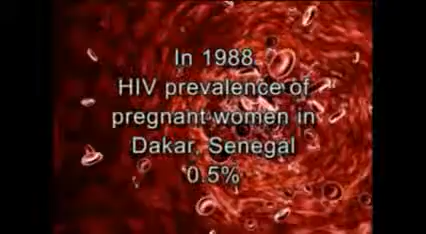 In 1988
HIV prevalence of
pregnant women in
Dakar, Senegal
0.5%